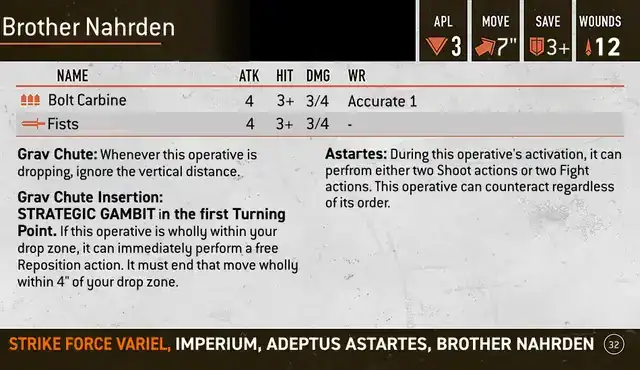 Brother Nahrden
APL
MOVE
SAVE
WOUNDS
3
7"
3+
12
NAME ATK HIT DMG WR
Bolt Carbine 4 3+ 3/4 Accurate 1
Fists 4 3+ 3/4 -
Grav Chute: Whenever this operative is
dropping, ignore the vertical distance.
Grav Chute Insertion:
STRATEGIC GAMBIT in the first Turning
Point. If this operative is wholly within your
drop zone, it can immediately perform a free
Reposition action. It must end that move wholly
within 4" of your drop zone.
Astartes: During this operative's activation, it can
perfrom either two Shoot actions or two Fight
actions. This operative can counteract regardless
of its order.
STRIKE FORCE VARIEL, IMPERIUM, ADEPTUS ASTARTES, BROTHER NAHRDEN 32